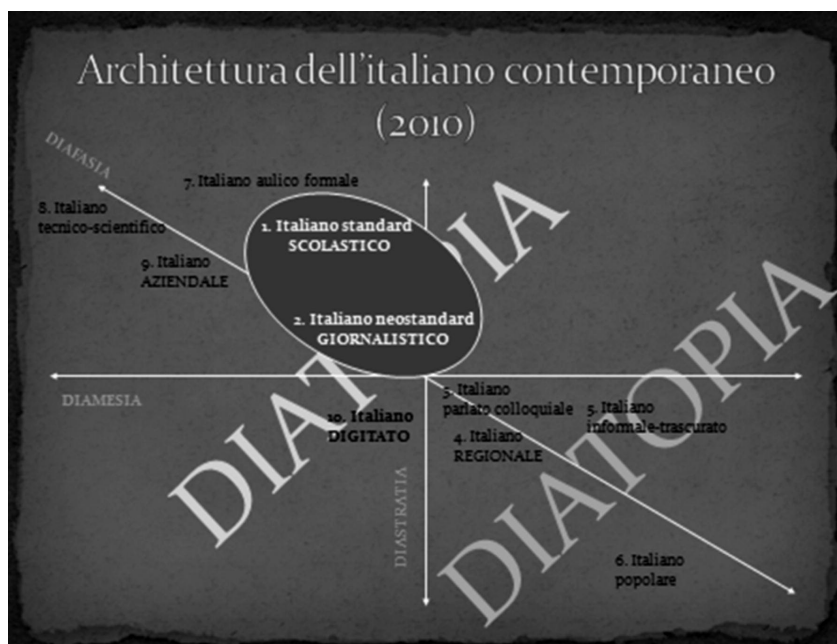 Architettura dell'italiano contemporaneo
(2010)
DIAFASIA
7. Italiano aulico formale
8. Italiano
tecnico-scientifico
1. Italiano standard
SCOLASTICO
9. Italiano
AZIENDALE
2. Italiano neostandard
GIORNALISTICO
DIAMESIA
3. Italiano
parlato colloquiale
5. Italiano
informale-trascurato
10. Italiano
DIGITATO
4. Italiano
REGIONALE
DIASTRATIA
6. Italiano
popolare
DIATOPIA
DIATOPIA